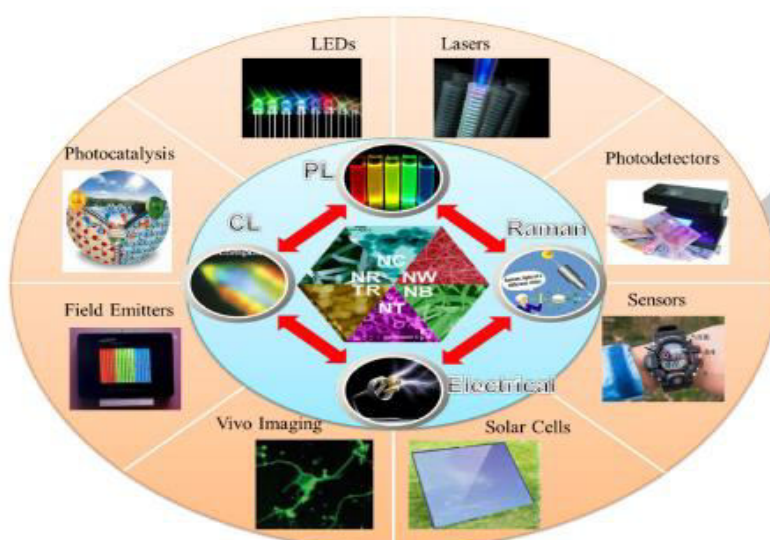 LEDs
Lasers
Photocatalysis
PL
Photodetectors
CL
Raman
NC
NR
NW
TR
NB
NT
Field Emitters
Sensors
Electrical
Vivo Imaging
Solar Cells